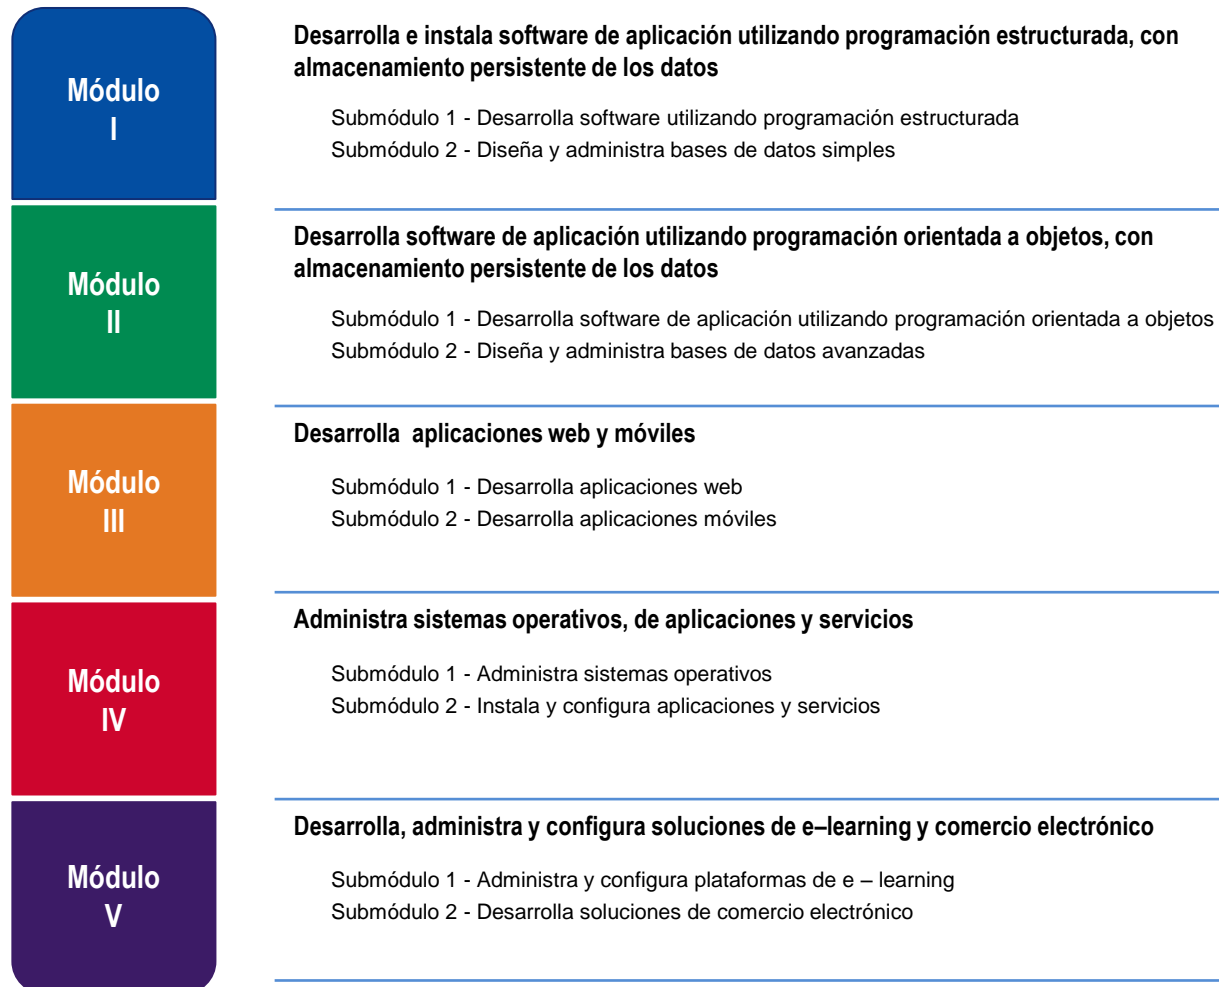 Módulo
I
Desarrolla e instala software de aplicación utilizando programación estructurada, con
almacenamiento persistente de los datos
Submódulo 1 - Desarrolla software utilizando programación estructurada
Submódulo 2 - Diseña y administra bases de datos simples
Módulo
II
Desarrolla software de aplicación utilizando programación orientada a objetos, con
almacenamiento persistente de los datos
Submódulo 1 - Desarrolla software de aplicación utilizando programación orientada a objetos
Submódulo 2 - Diseña y administra bases de datos avanzadas
Módulo
III
Desarrolla  aplicaciones web y móviles
Submódulo 1 - Desarrolla aplicaciones web
Submódulo 2 - Desarrolla aplicaciones móviles
Módulo
IV
Administra sistemas operativos, de aplicaciones y servicios
Submódulo 1 - Administra sistemas operativos
Submódulo 2 - Instala y configura aplicaciones y servicios
Módulo
V
Desarrolla, administra y configura soluciones de e–learning y comercio electrónico
Submódulo 1 - Administra y configura plataformas de e – learning
Submódulo 2 - Desarrolla soluciones de comercio electrónico